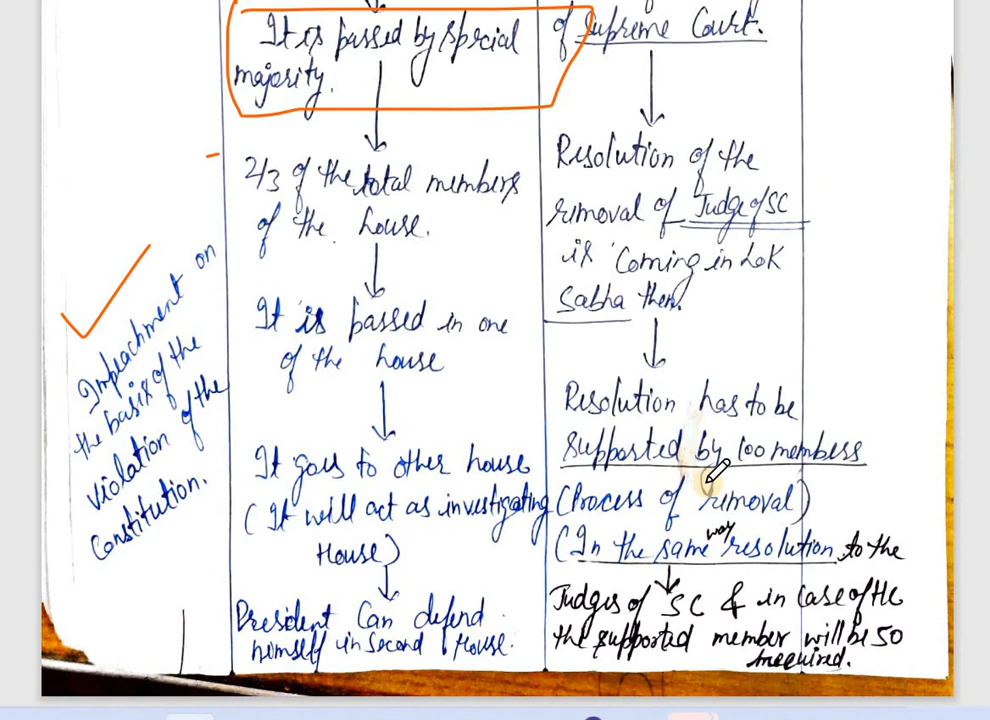 It is passed by special
majority.
2/3 of the total members
of the house.
It is passed in one
of the house
It goes to other house
(It will act as investigating
House)
President Can defend
himself in second House.
Impeachment on
the basis of the
violation of the
Constitution.
of Supreme Court.
Resolution of the
removal of Judge of SC
is Coming in Lok
Sabha then.
Resolution has to be
supported by 100 members
(Process of removal)
(In the same way resolution to the
Judges of SC & in case of the
the supported member will be 50